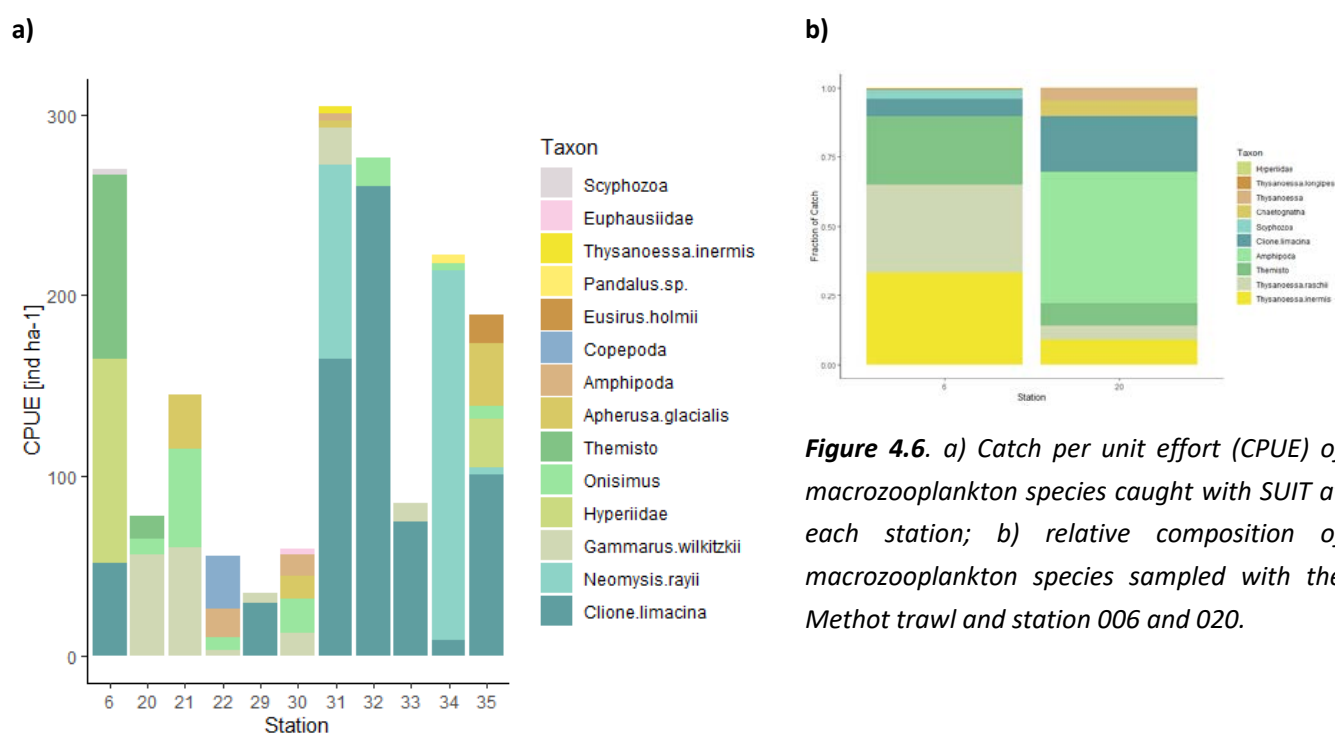 a)
300
200
100
0
CPUE [ind ha-1]
6 20 21 22 29 30 31 32 33 34 35
Station
Taxon
Scyphozoa
Euphausiidae
Thysanoessa.inermis
Pandalus.sp.
Eusirus.holmii
Copepoda
Amphipoda
Apherusa.glacialis
Themisto
Onisimus
Hyperiidae
Gammarus.wilkitzkii
Neomysis.rayii
Clione.limacina
b)
1.00
0.75
0.50
0.25
0.00
Fraction of Catch
6 20
Station
Taxon
Hyperiidae
Thysanoessa.longipes
Thysanoessa
Chaetognatha
Scyphozoa
Clione.limacina
Amphipoda
Themisto
Thysanoessa.raschii
Thysanoessa.inermis
Figure 4.6. a) Catch per unit effort (CPUE) of
macrozooplankton species caught with SUIT a
each station; b) relative composition of
macrozooplankton species sampled with the
Methot trawl and station 006 and 020.